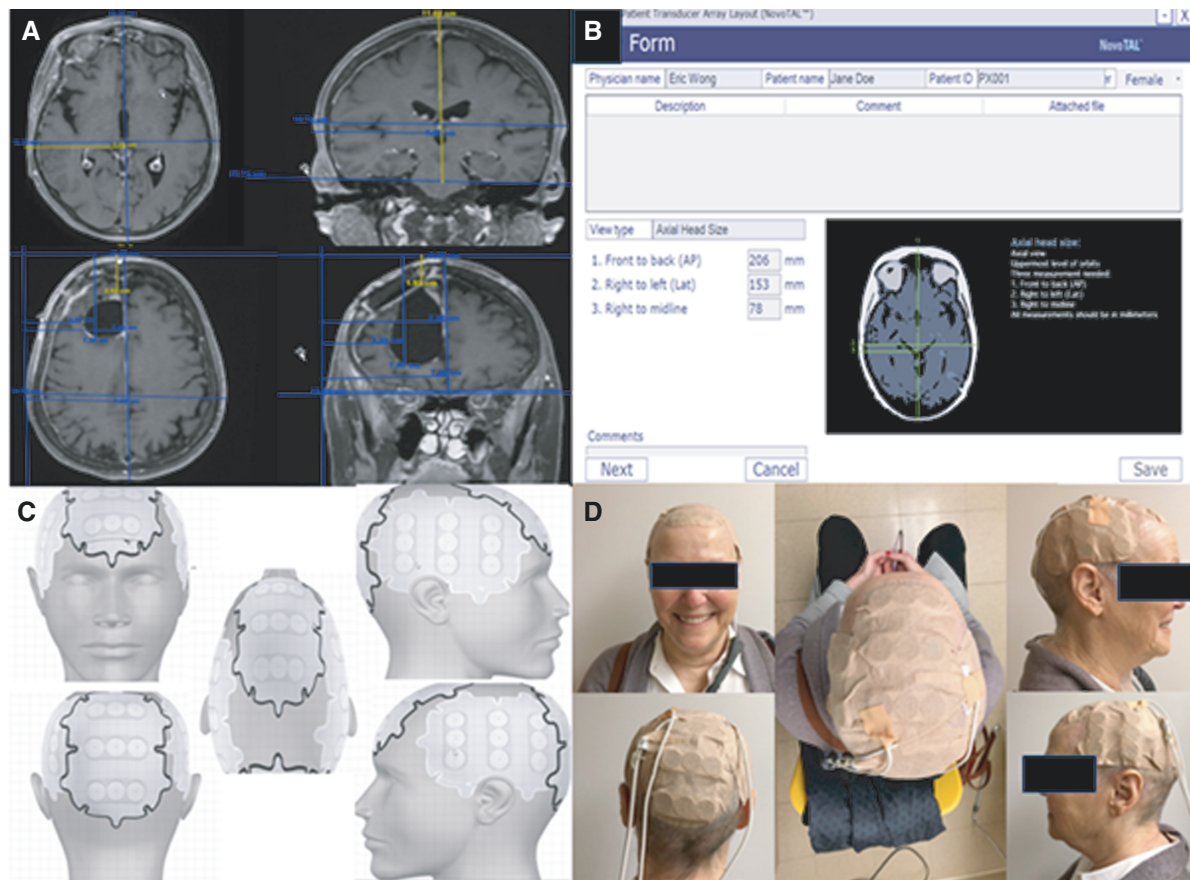 A
B
Patient Transducer Array Layout (NovoTAL™)
Form
NovoTAL™
Physician name Eric Wong Patient name Jane Doe Patient ID PX001 Female
Description Comment Attached file
View type Axial Head Size
1. Front to back (AP) 206 mm
2. Right to left (Lat) 153 mm
3. Right to midline 78 mm
Axial head size:
Axial view
Uppermost level of orbits
Three measurement needed:
1. Front to back (AP)
2. Right to left (Lat)
3. Right to midline
All measurements should be in millimeters
Comments
Next Cancel Save
C
D